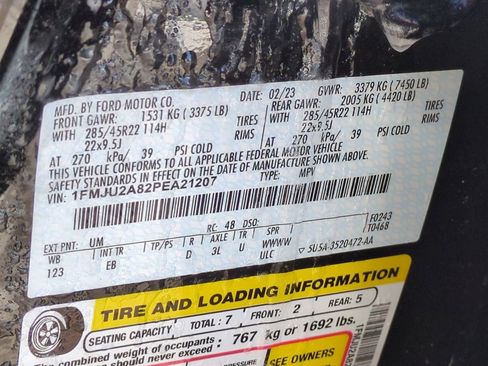 MFD. BY FORD MOTOR CO. 02/23 GVWR: 3379 KG ( 7450 LB)
FRONT GAWR: 1531 KG ( 3375 LB) REAR GAWR: 2005 KG ( 4420 LB)
WITH 285/45R22 114H TIRES WITH 285/45R22 114H TIRES
22x9.5J RIMS 22x9.5J RIMS
AT 270 kPa/ 39 PSI COLD AT 270 kPa/ 39 PSI COLD
THIS VEHICLE CONFORMS TO ALL APPLICABLE FEDERAL MOTOR VEHICLE
SAFETY STANDARDS IN EFFECT ON THE DATE OF MANUFACTURE SHOWN ABOVE.
VIN: 1FMJU2A82PEA21207 TYPE: MPV
F0243
T0468
EXT PNT: UM RC: 48 DSO:
WB INT TR TP/PS R AXLE TR SPR WWWW
123 EB D 3L U ULC 5U5A-3520472-AA
TIRE AND LOADING INFORMATION
SEATING CAPACITY TOTAL: 7 FRONT: 2 REAR: 5
The combined weight of occupants
should never exceed: 767 kg or 1692 lbs.
PRESSURE
SEE OWNERS